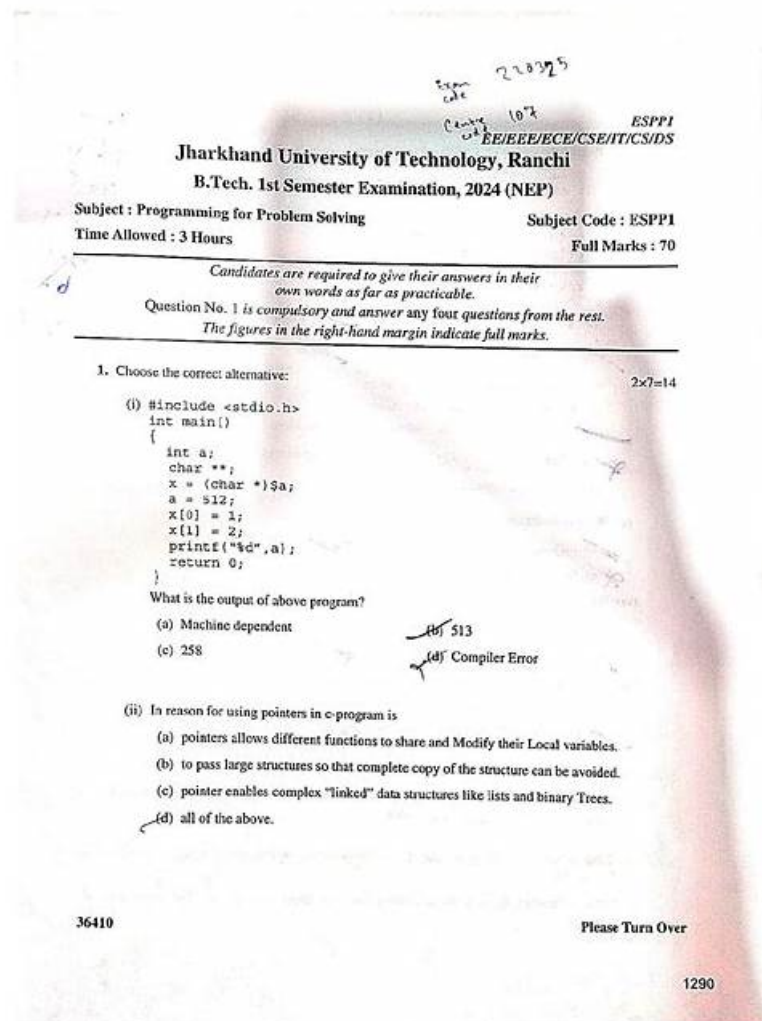 Exam code 220325
Centre code 107
ESPP1
EE/EEE/ECE/CSE/IT/CS/DS
Jharkhand University of Technology, Ranchi
B.Tech. 1st Semester Examination, 2024 (NEP)
Subject : Programming for Problem Solving
Subject Code : ESPP1
Time Allowed : 3 Hours
Full Marks : 70
d
Candidates are required to give their answers in their
own words as far as practicable.
Question No. 1 is compulsory and answer any four questions from the rest.
The figures in the right-hand margin indicate full marks.
1. Choose the correct alternative:
2×7=14
(i) #include <stdio.h>
int main()
{
int a;
char **;
x = (char *)$a;
a = 512;
x[0] = 1;
x[1] = 2;
printf("%d",a);
return 0;
}
What is the output of above program?
(a) Machine dependent
(b) 513
(c) 258
(d) Compiler Error
(ii) In reason for using pointers in c-program is
(a) pointers allows different functions to share and Modify their Local variables.
(b) to pass large structures so that complete copy of the structure can be avoided.
(c) pointer enables complex "linked" data structures like lists and binary Trees.
(d) all of the above.
36410
Please Turn Over
1290